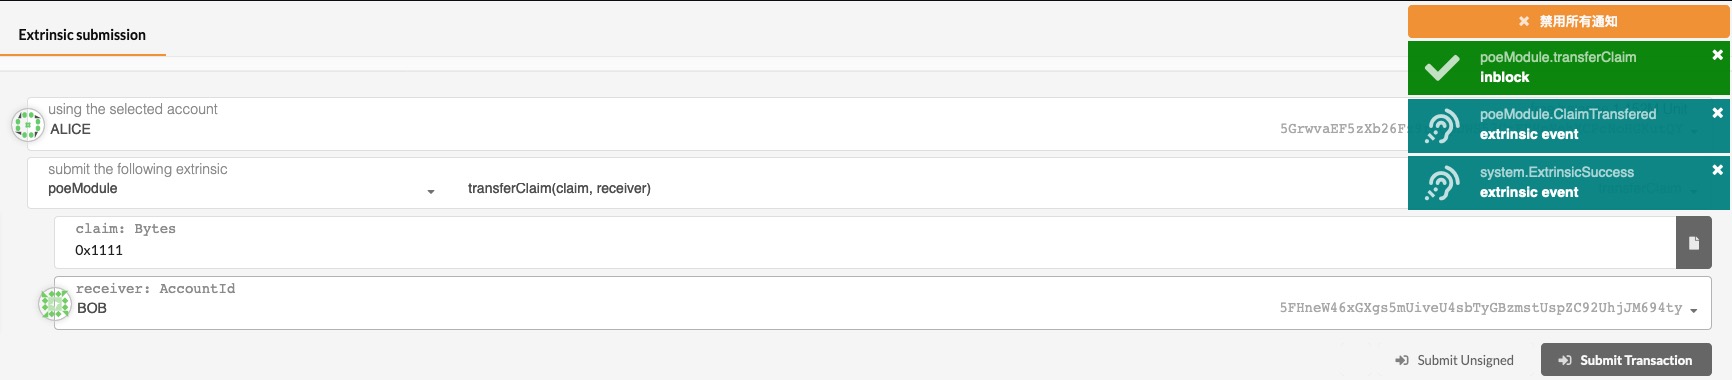 Extrinsic submission
禁用所有通知
poeModule.transferClaim
inblock
using the selected account
ALICE
5GrwvaEF5zXb26F
poeModule.ClaimTransfered
extrinsic event
submit the following extrinsic
poeModule
transferClaim(claim, receiver)
system.ExtrinsicSuccess
extrinsic event
claim: Bytes
0x1111
receiver: AccountId
BOB
5FHneW46xGXgs5mUiveU4sbTyGBzmstUspZC92UhjJM694ty
Submit Unsigned
Submit Transaction